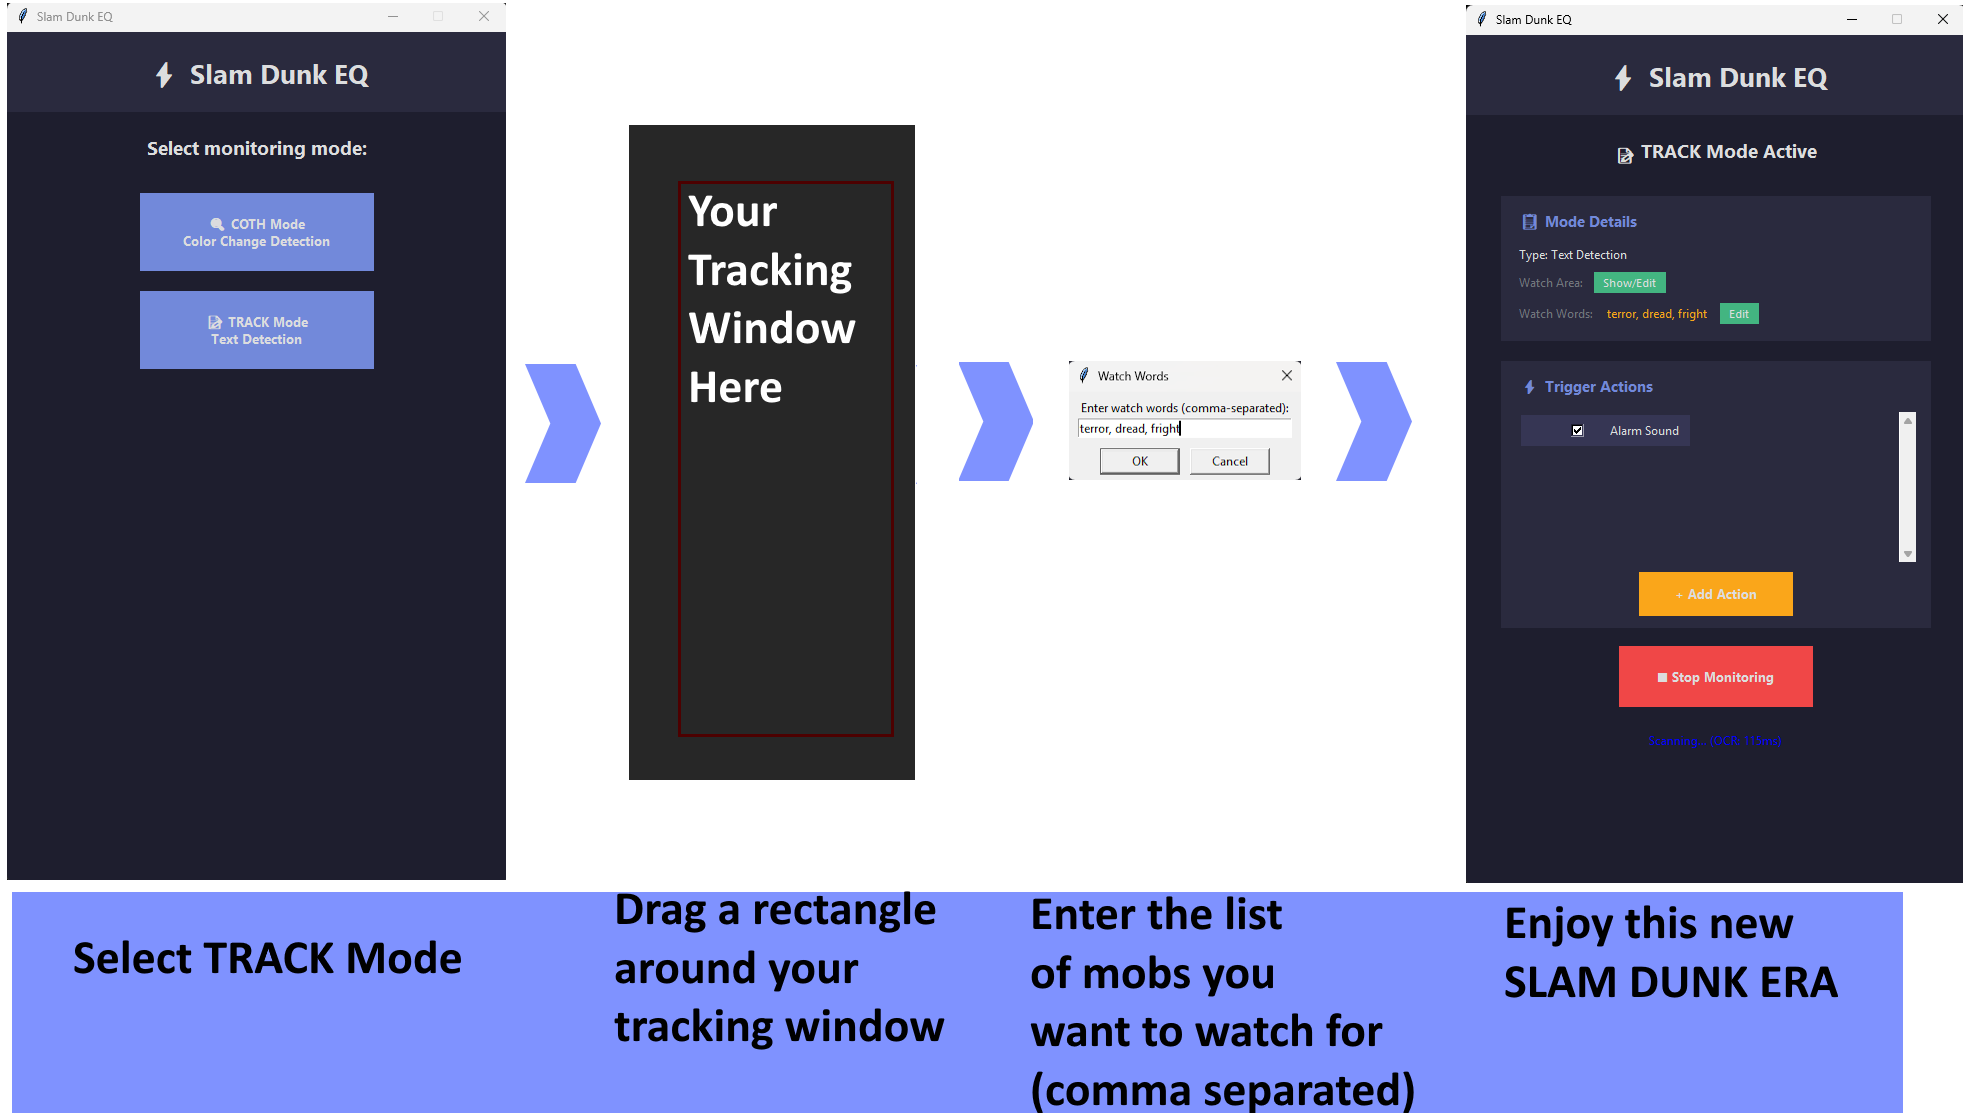 Slam Dunk EQ
Slam Dunk EQ
Select monitoring mode:
COTH Mode
Color Change Detection
TRACK Mode
Text Detection
Your
Tracking
Window
Here
Watch Words
Enter watch words (comma-separated):
terror, dread, fright
OK
Cancel
Slam Dunk EQ
Slam Dunk EQ
TRACK Mode Active
Mode Details
Type: Text Detection
Watch Area: Show/Edit
Watch Words: terror, dread, fright Edit
Trigger Actions
Alarm Sound
+ Add Action
Stop Monitoring
Scanning... (OCR: 115ms)
Select TRACK Mode
Drag a rectangle
around your
tracking window
Enter the list
of mobs you
want to watch for
(comma separated)
Enjoy this new
SLAM DUNK ERA